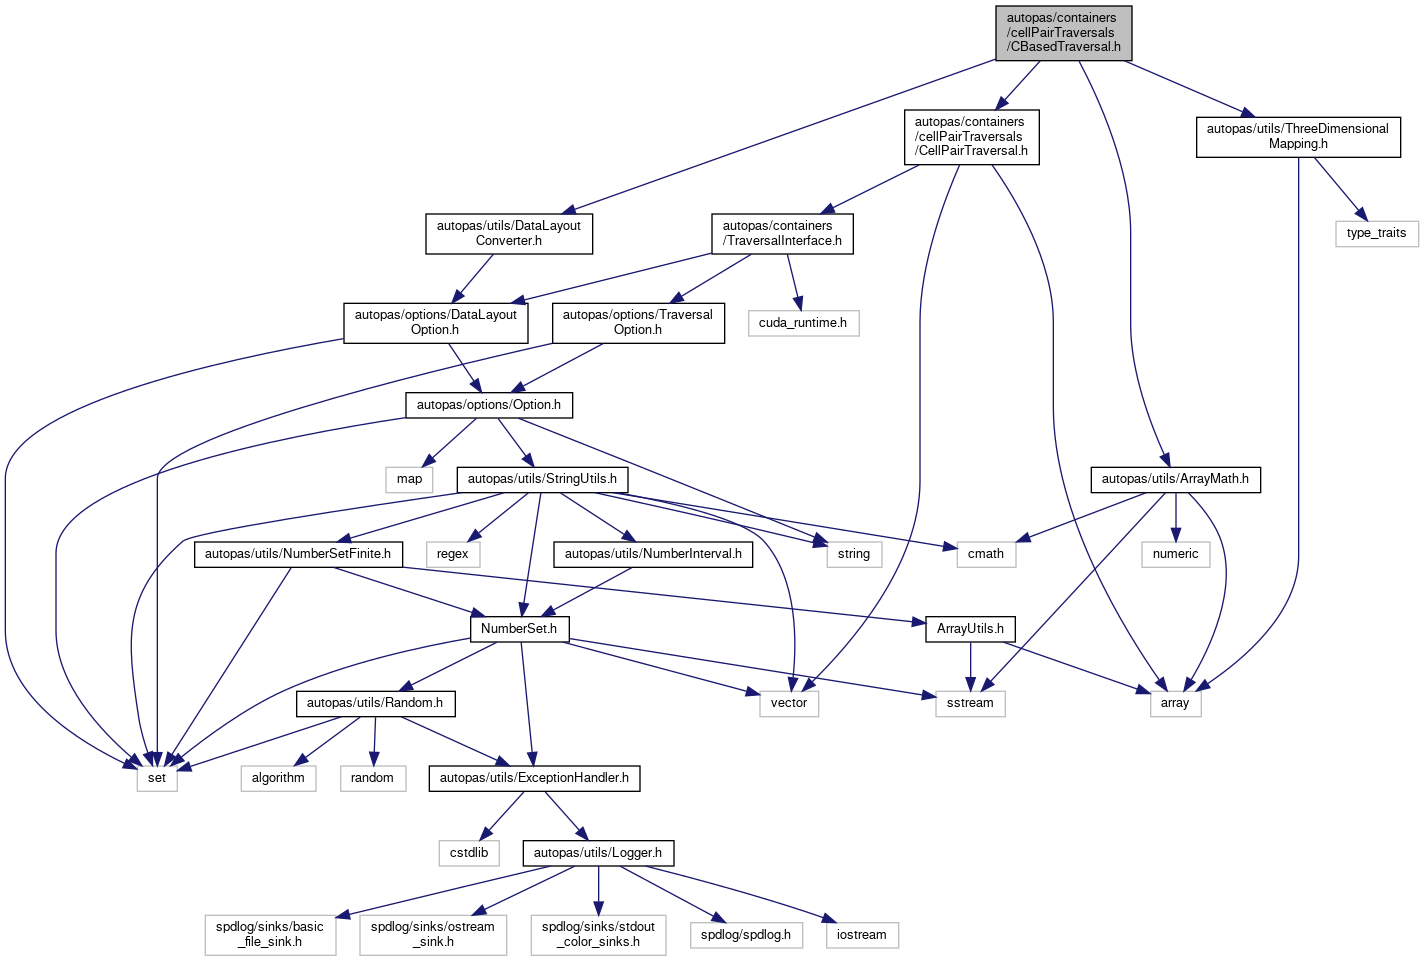 autopas/containers
/cellPairTraversals
/CBasedTraversal.h
autopas/containers
/cellPairTraversals
/CellPairTraversal.h
autopas/utils/ThreeDimensional
Mapping.h
autopas/utils/DataLayout
Converter.h
autopas/containers
/TraversalInterface.h
type_traits
autopas/options/DataLayout
Option.h
autopas/options/Traversal
Option.h
cuda_runtime.h
autopas/options/Option.h
map
autopas/utils/StringUtils.h
autopas/utils/ArrayMath.h
autopas/utils/NumberSetFinite.h
regex
autopas/utils/NumberInterval.h
string
cmath
numeric
NumberSet.h
ArrayUtils.h
autopas/utils/Random.h
vector
sstream
array
set
algorithm
random
autopas/utils/ExceptionHandler.h
cstdlib
autopas/utils/Logger.h
spdlog/sinks/basic
_file_sink.h
spdlog/sinks/ostream
_sink.h
spdlog/sinks/stdout
_color_sinks.h
spdlog/spdlog.h
iostream